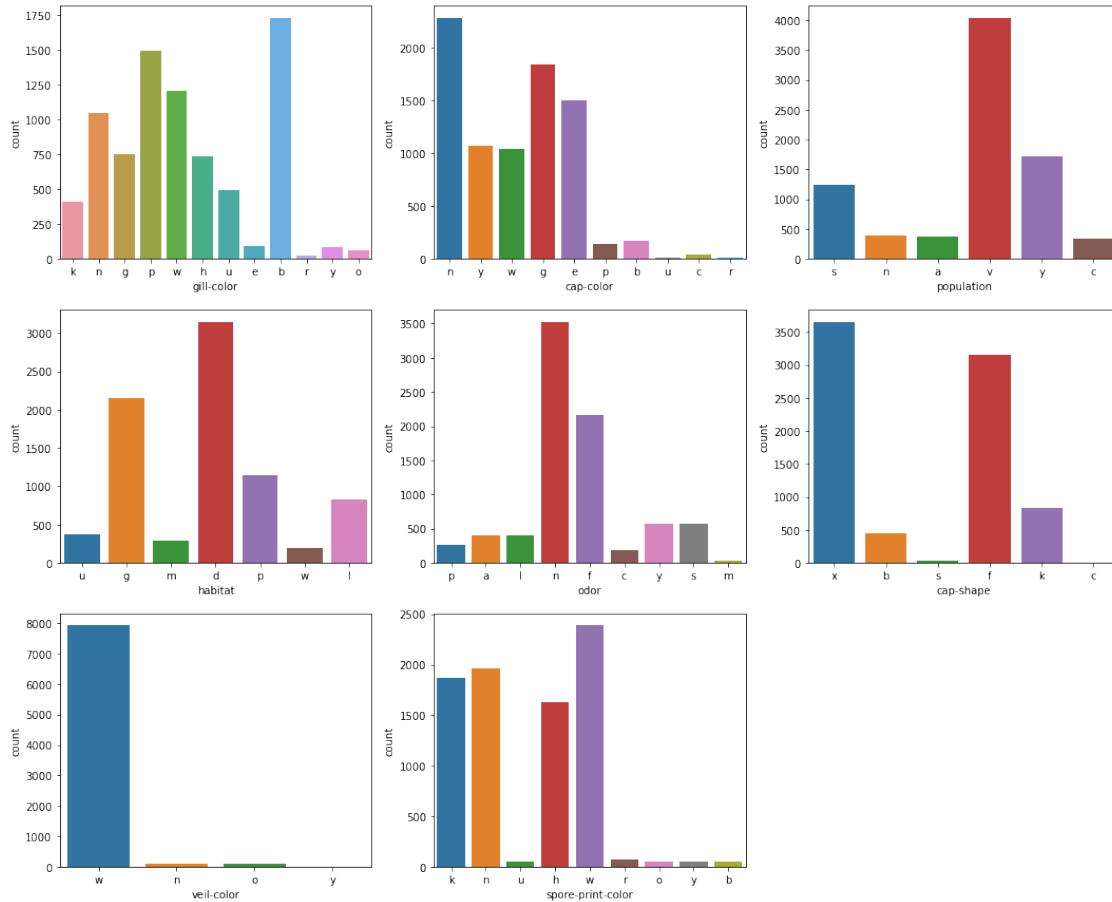 1750
1500
1250
1000
750
500
250
0
count
k n g p w h u e b r y o
gill-color
2000
1500
1000
500
0
count
n y w g e p b u c r
cap-color
4000
3500
3000
2500
2000
1500
1000
500
0
count
s n a v y c
population
3000
2500
2000
1500
1000
500
0
count
u g m d p w l
habitat
3500
3000
2500
2000
1500
1000
500
0
count
p a l n f c y s m
odor
3500
3000
2500
2000
1500
1000
500
0
count
x b s f k c
cap-shape
8000
7000
6000
5000
4000
3000
2000
1000
0
count
w n o y
veil-color
2500
2000
1500
1000
500
0
count
k n u h w r o y b
spore-print-color